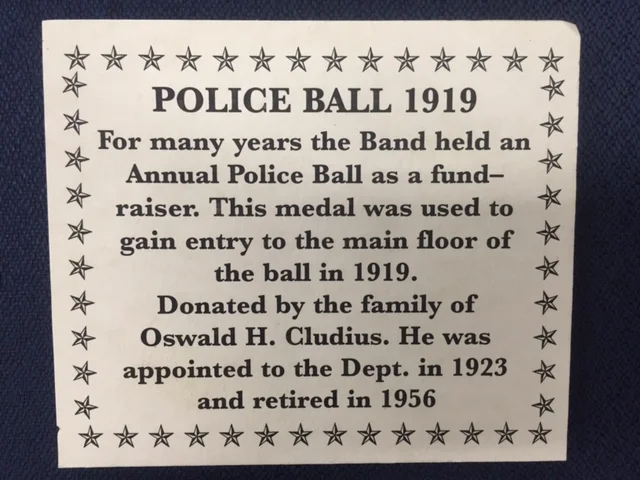 POLICE BALL 1919
For many years the Band held an
Annual Police Ball as a fund–
raiser. This medal was used to
gain entry to the main floor of
the ball in 1919.
Donated by the family of
Oswald H. Cludius. He was
appointed to the Dept. in 1923
and retired in 1956